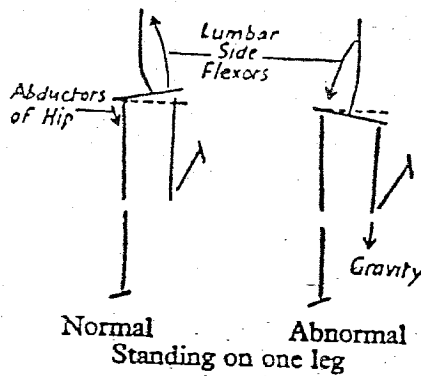 Lumbar
Side
Flexors
Abductors
of Hip
Gravity
Normal
Abnormal
Standing on one leg